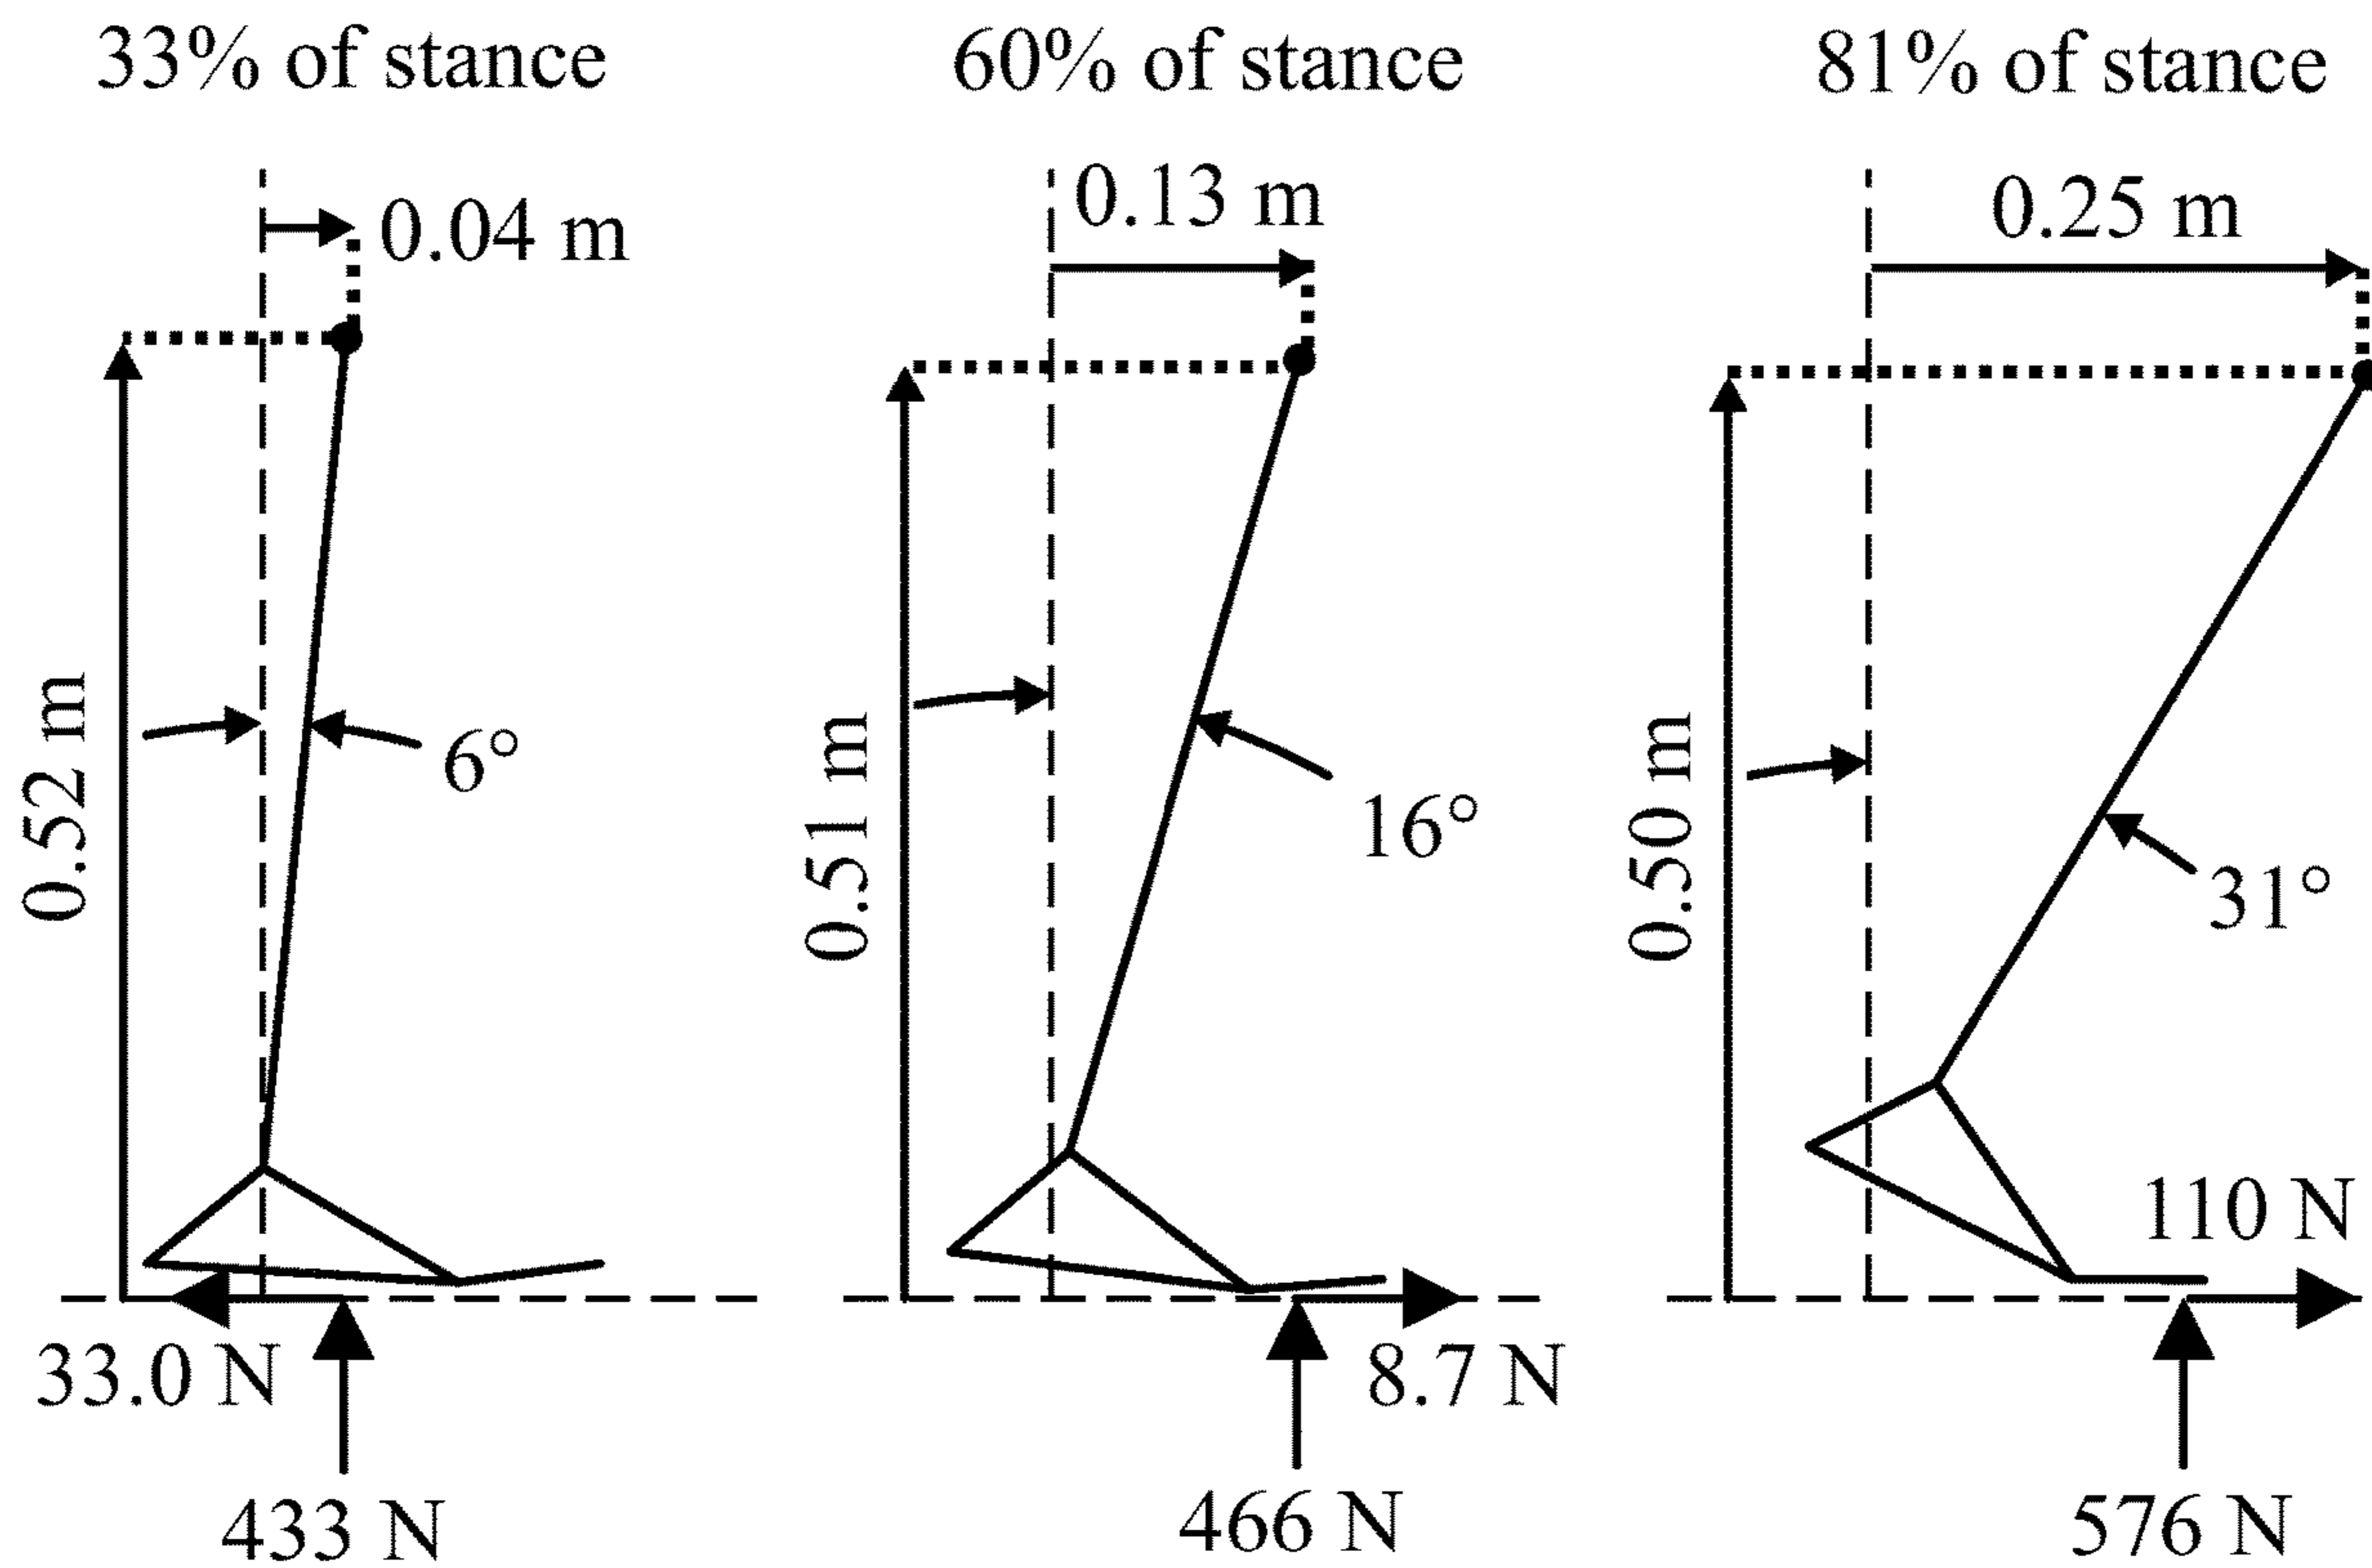 33% of stance
0.04 m
0.52 m
6°
33.0 N
433 N
60% of stance
0.13 m
0.51 m
16°
8.7 N
466 N
81% of stance
0.25 m
0.50 m
31°
110 N
576 N